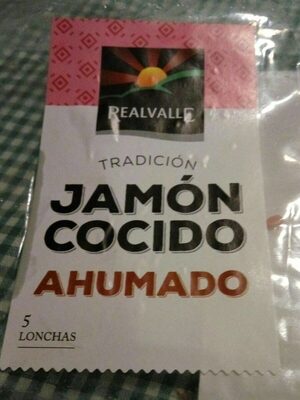 REALVALLE
TRADICIÓN
JAMÓN
COCIDO
AHUMADO
5
LONCHAS